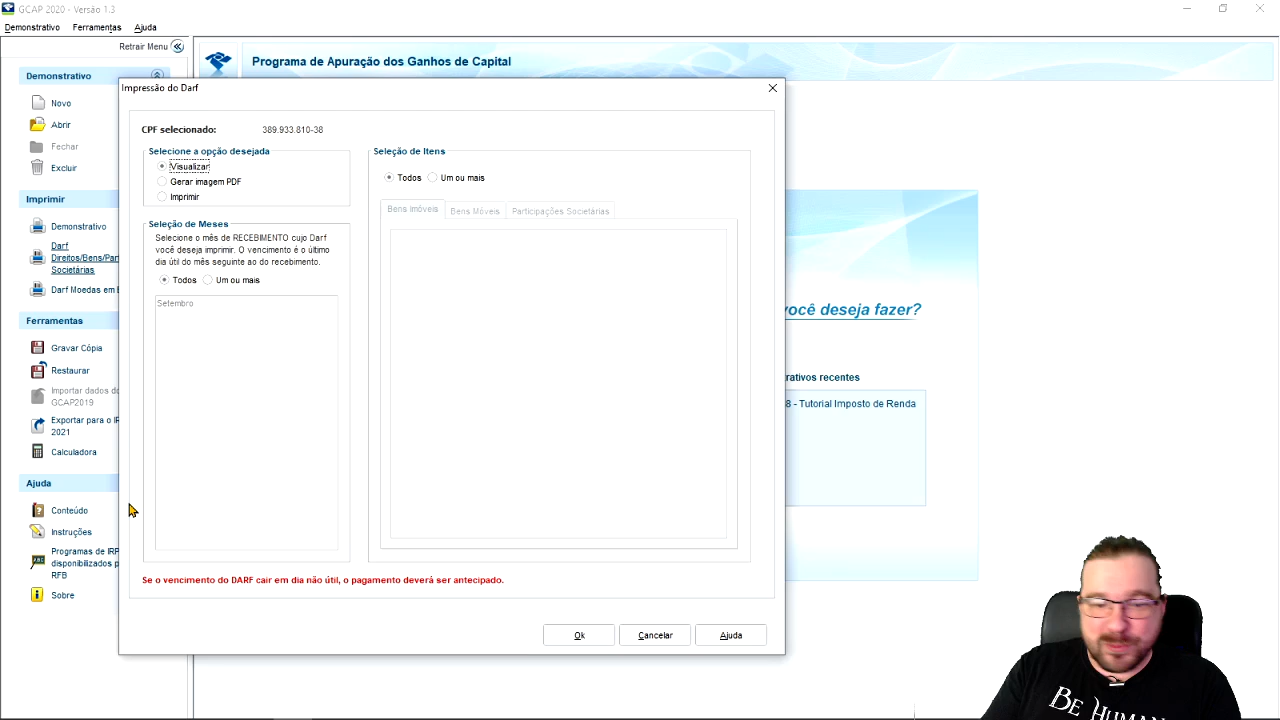 GCAP 2020 - Versão 1.3
Demonstrativo Ferramentas Ajuda
Retrair Menu
Programa de Apuração dos Ganhos de Capital
Demonstrativo
Novo
Abrir
Fechar
Excluir
Imprimir
Demonstrativo
Darf
Direitos/Bens/Part
Societárias
Darf Moedas em E
Ferramentas
Gravar Cópia
Restaurar
Importar dados do
GCAP2019
Exportar para o IF
2021
Calculadora
Ajuda
Conteúdo
Instruções
Programas de IRP
disponibilizados p
RFB
Sobre
Impressão do Darf
CPF selecionado: 389.933.810-38
Selecione a opção desejada
Visualizar
Gerar imagem PDF
Imprimir
Seleção de Meses
Selecione o mês de RECEBIMENTO cujo Darf
você deseja imprimir. O vencimento é o último
dia útil do mês seguinte ao do recebimento.
Todos Um ou mais
Setembro
Seleção de Itens
Todos Um ou mais
Bens imóveis Bens Móveis Participações Societárias
Se o vencimento do DARF cair em dia não útil, o pagamento deverá ser antecipado.
Ok Cancelar Ajuda
você deseja fazer?
rativos recentes
8 - Tutorial Imposto de Renda
BE HUMAN